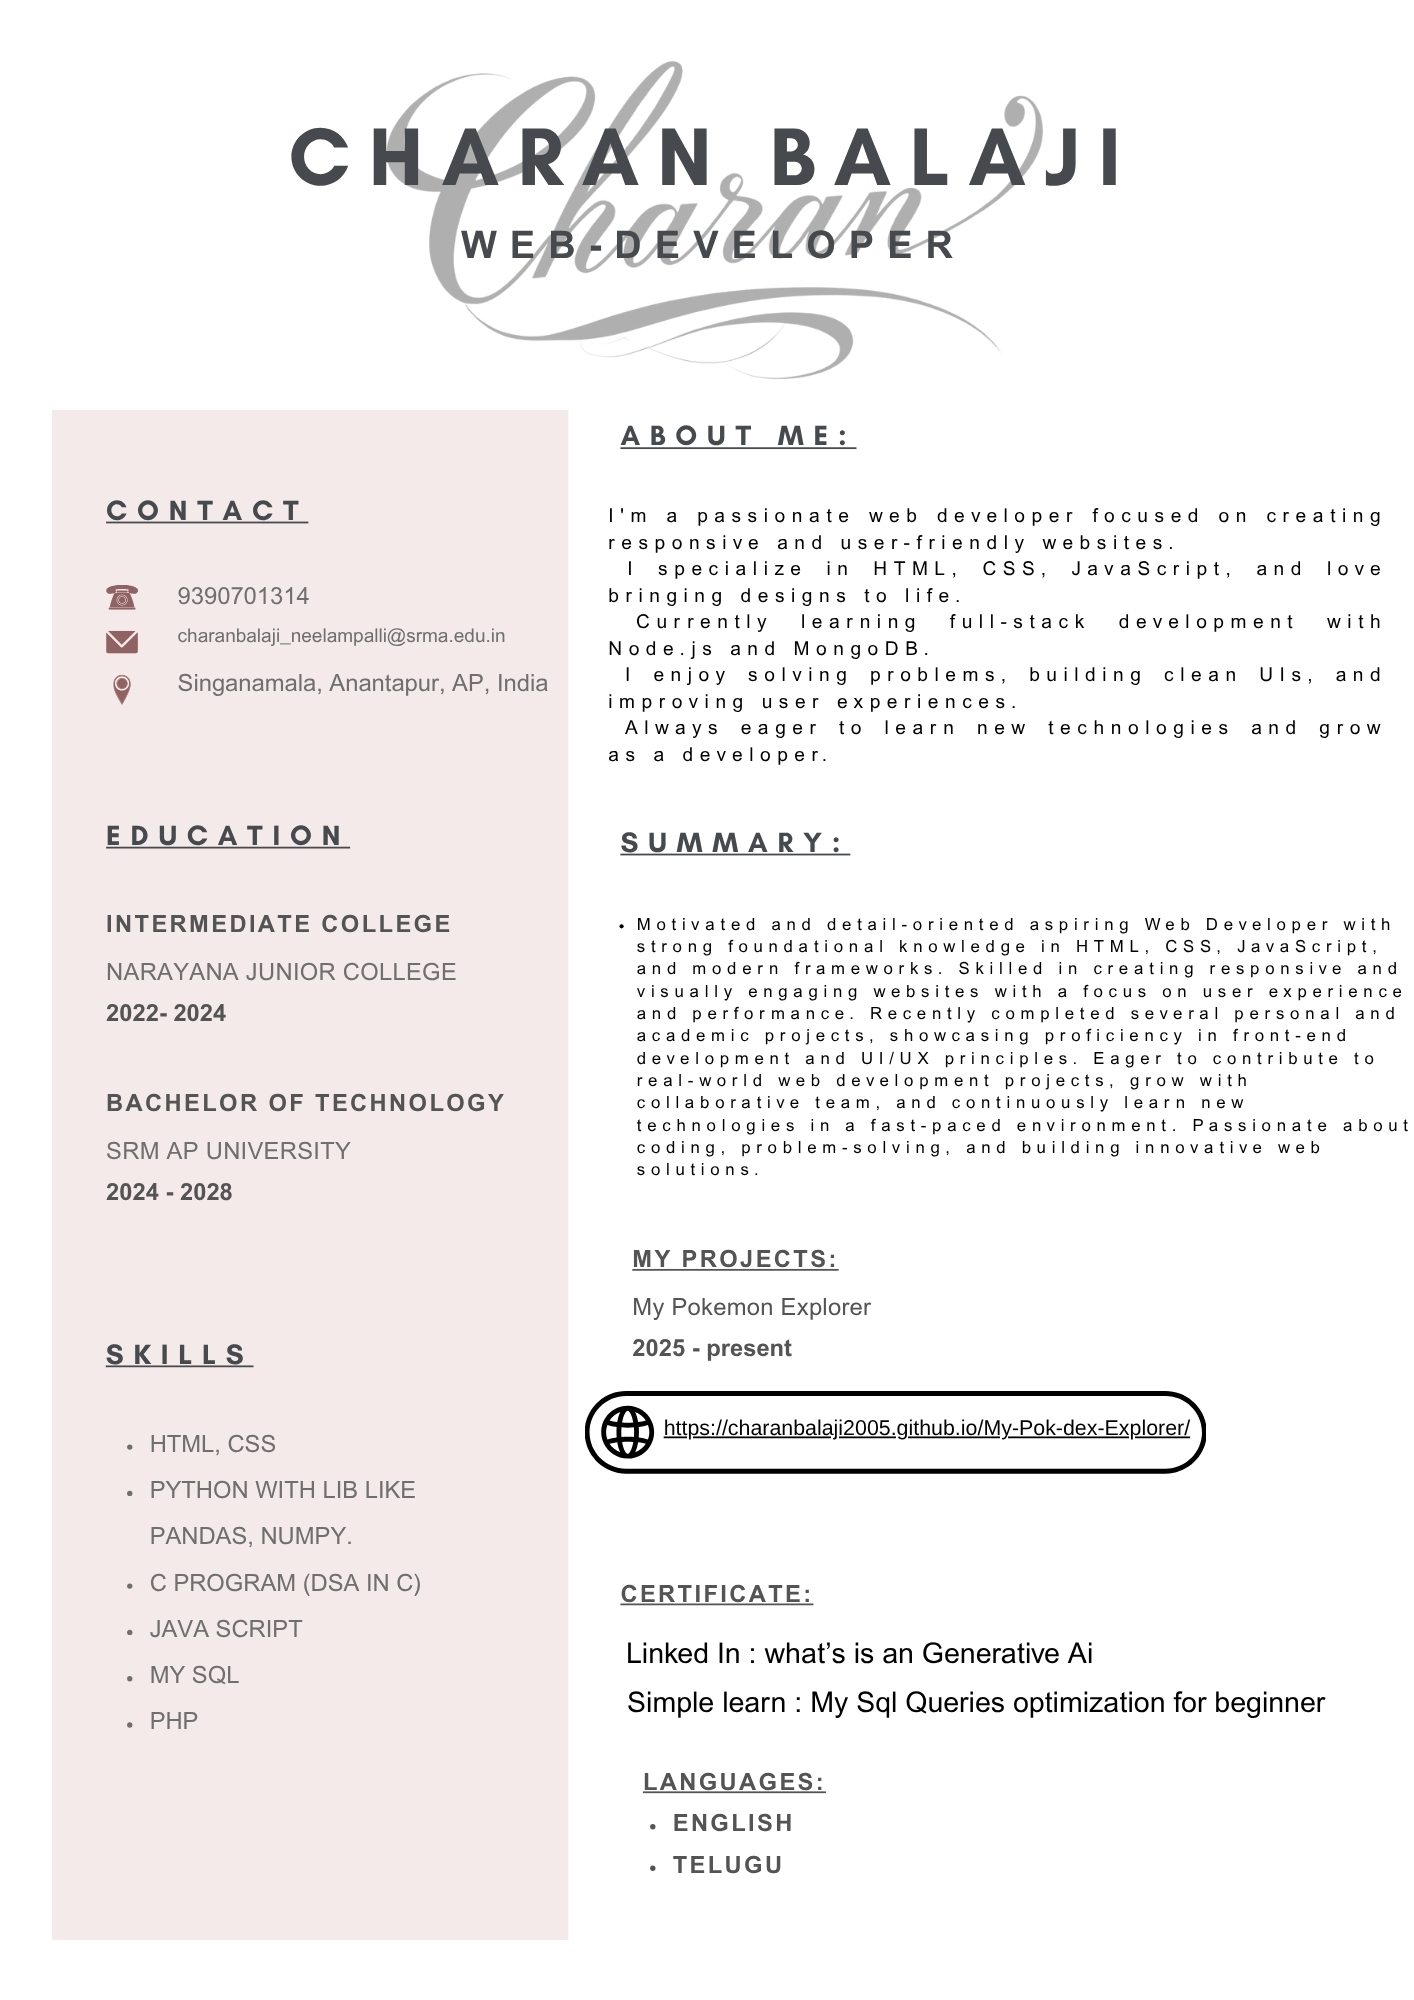 Charan
CHARAN BALAJI
WEB-DEVELOPER
CONTACT
9390701314
charanbalaji_neelampalli@srma.edu.in
Singanamala, Anantapur, AP, India
EDUCATION
INTERMEDIATE COLLEGE
NARAYANA JUNIOR COLLEGE
2022- 2024
BACHELOR OF TECHNOLOGY
SRM AP UNIVERSITY
2024 - 2028
SKILLS
• HTML, CSS
• PYTHON WITH LIB LIKE
PANDAS, NUMPY.
• C PROGRAM (DSA IN C)
• JAVA SCRIPT
• MY SQL
• PHP
ABOUT ME:
I'm a passionate web developer focused on creating
responsive and user-friendly websites.
I specialize in HTML, CSS, JavaScript, and love
bringing designs to life.
Currently learning full-stack development with
Node.js and MongoDB.
I enjoy solving problems, building clean UIs, and
improving user experiences.
Always eager to learn new technologies and grow
as a developer.
SUMMARY:
• Motivated and detail-oriented aspiring Web Developer with
strong foundational knowledge in HTML, CSS, JavaScript,
and modern frameworks. Skilled in creating responsive and
visually engaging websites with a focus on user experience
and performance. Recently completed several personal and
academic projects, showcasing proficiency in front-end
development and UI/UX principles. Eager to contribute to
real-world web development projects, grow with
collaborative team, and continuously learn new
technologies in a fast-paced environment. Passionate about
coding, problem-solving, and building innovative web
solutions.
MY PROJECTS:
My Pokemon Explorer
2025 - present
https://charanbalaji2005.github.io/My-Pok-dex-Explorer/
CERTIFICATE:
Linked In : what’s is an Generative Ai
Simple learn : My Sql Queries optimization for beginner
LANGUAGES:
• ENGLISH
• TELUGU